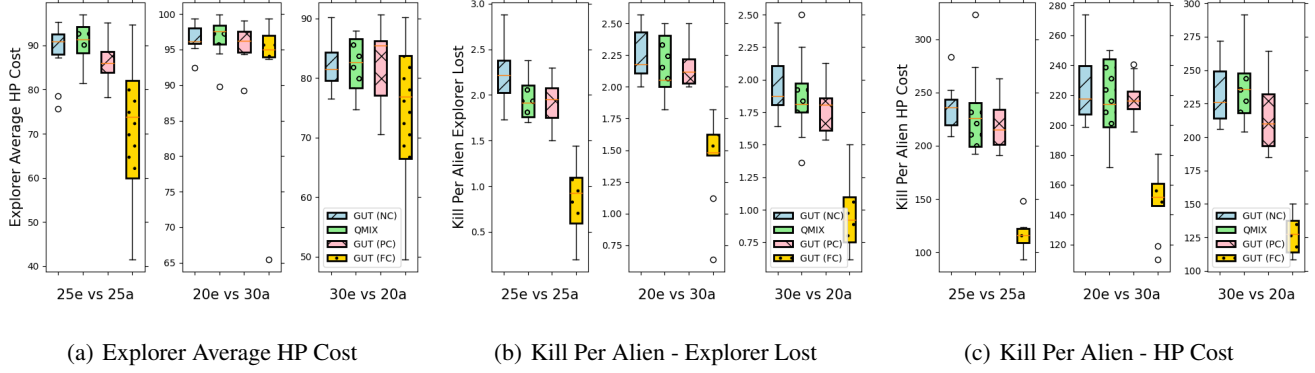 Explorer Average HP Cost
90
80
70
60
50
40
25e vs 25a
100
95
90
85
80
75
70
65
20e vs 30a
90
80
70
60
50
GUT (NC)
QMIX
GUT (PC)
GUT (FC)
30e vs 20a
(a) Explorer Average HP Cost
Kill Per Alien Explorer Lost
2.5
2.0
1.5
1.0
0.5
25e vs 25a
2.50
2.25
2.00
1.75
1.50
1.25
1.00
0.75
20e vs 30a
2.50
2.25
2.00
1.75
1.50
1.25
1.00
0.75
GUT (NC)
QMIX
GUT (PC)
GUT (FC)
30e vs 20a
(b) Kill Per Alien - Explorer Lost
Kill Per Alien HP Cost
300
250
200
150
100
25e vs 25a
280
260
240
220
200
180
160
140
120
20e vs 30a
300
275
250
225
200
175
150
125
100
GUT (NC)
QMIX
GUT (PC)
GUT (FC)
30e vs 20a
(c) Kill Per Alien - HP Cost